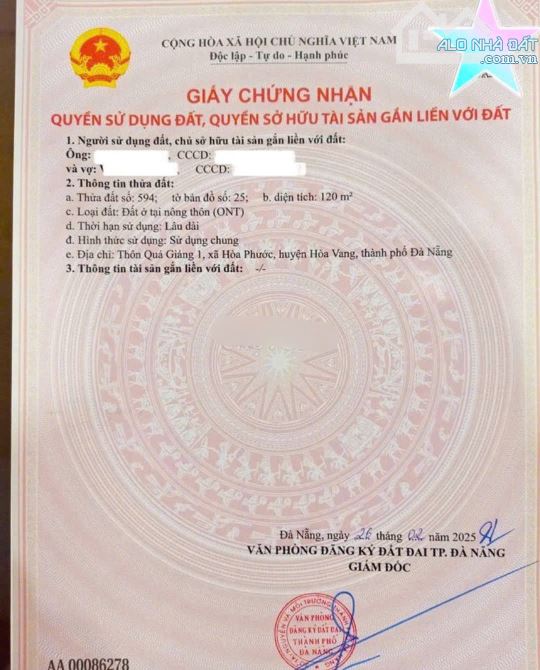 CỘNG HÒA XÃ HỘI CHỦ NGHĨA VIỆT NAM
Độc lập - Tự do - Hạnh phúc
ALO NHÀ ĐẤT
.com.vn
GIẤY CHỨNG NHẬN
QUYỀN SỬ DỤNG ĐẤT, QUYỀN SỞ HỮU TÀI SẢN GẮN LIỀN VỚI ĐẤT
1. Người sử dụng đất, chủ sở hữu tài sản gắn liền với đất:
Ông: , CCCD:
và vợ: CCCD:
2. Thông tin thửa đất:
a. Thửa đất số: 594; tờ bản đồ số: 25; b. diện tích: 120 m²
c. Loại đất: Đất ở tại nông thôn (ONT)
d. Thời hạn sử dụng: Lâu dài
đ. Hình thức sử dụng: Sử dụng chung
e. Địa chỉ: Thôn Quá Giáng 1, xã Hòa Phước, huyện Hòa Vang, thành phố Đà Nẵng
3. Thông tin tài sản gắn liền với đất: -/-
Đà Nẵng, ngày 26 tháng 02 năm 2025
VĂN PHÒNG ĐĂNG KÝ ĐẤT ĐAI TP. ĐÀ NẴNG
GIÁM ĐỐC
VĂN PHÒNG
ĐĂNG KÝ ĐẤT ĐAI
THÀNH PHỐ
ĐÀ NẴNG
AA 00086278